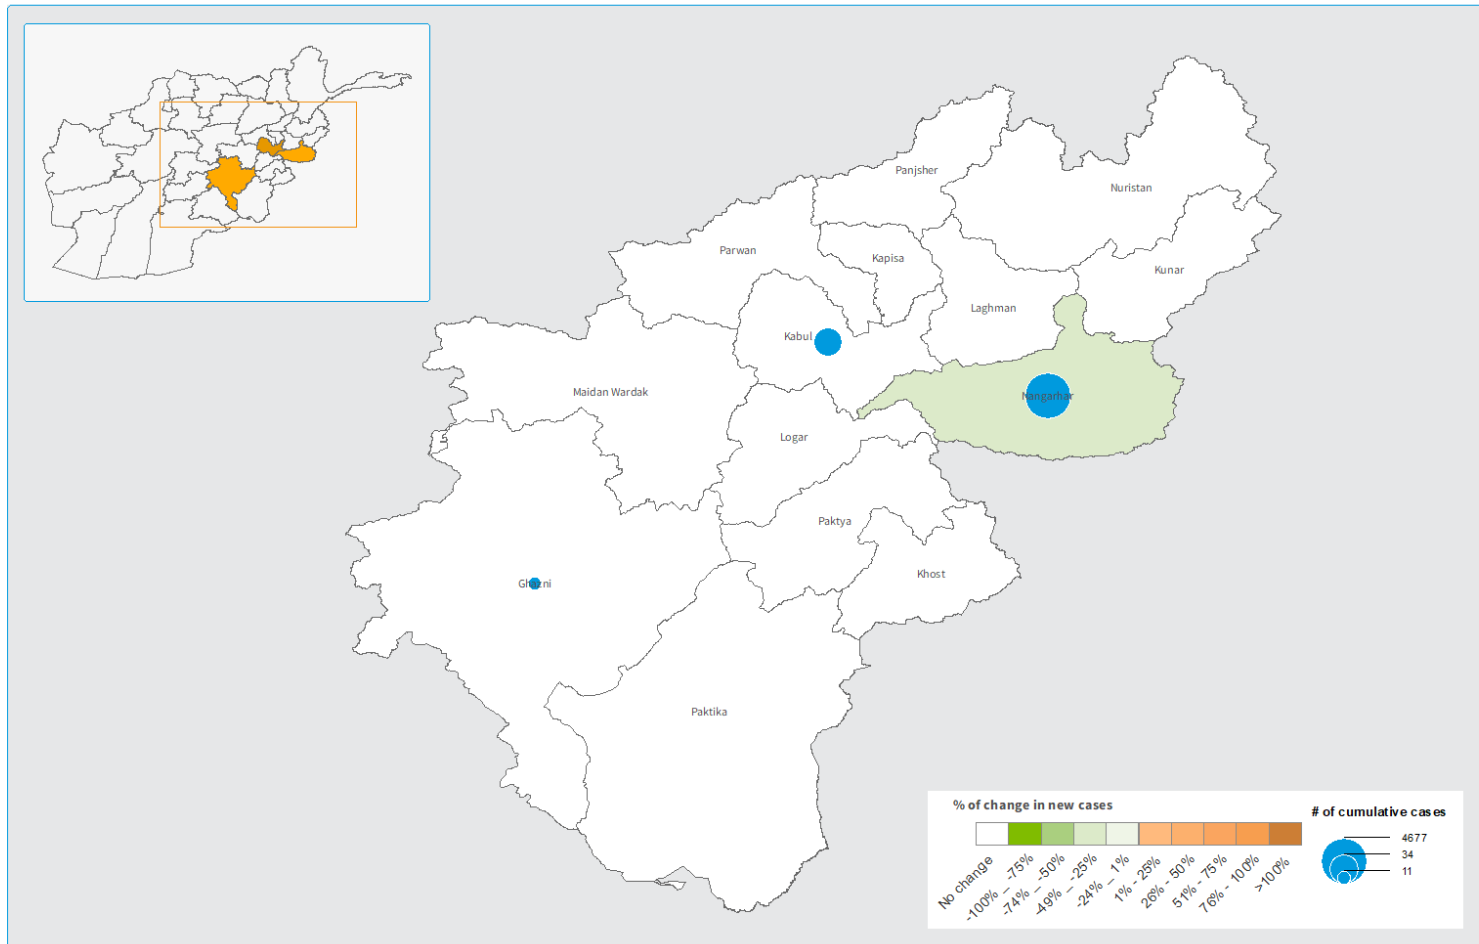 Panjsher
Nuristan
Parwan
Kapisa
Kunar
Laghman
Kabul
Maidan Wardak
Nangarhar
Logar
Paktya
Khost
Ghazni
Paktika
% of change in new cases
No change
-100% _ -75%
-74% _ -50%
-49% _ -25%
-24% _ 1%
1% - 25%
26% - 50%
51% - 75%
76% - 100%
>100%
# of cumulative cases
4677
34
11